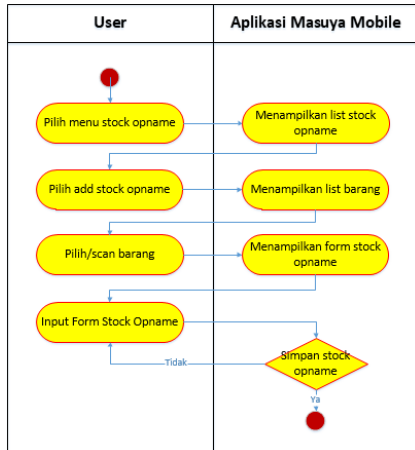 User
Aplikasi Masuya Mobile
Pilih menu stock opname
Menampilkan list stock
opname
Pilih add stock opname
Menampilkan list barang
Pilih/scan barang
Menampilkan form stock
opname
Input Form Stock Opname
Simpan stock
opname
Tidak
Ya